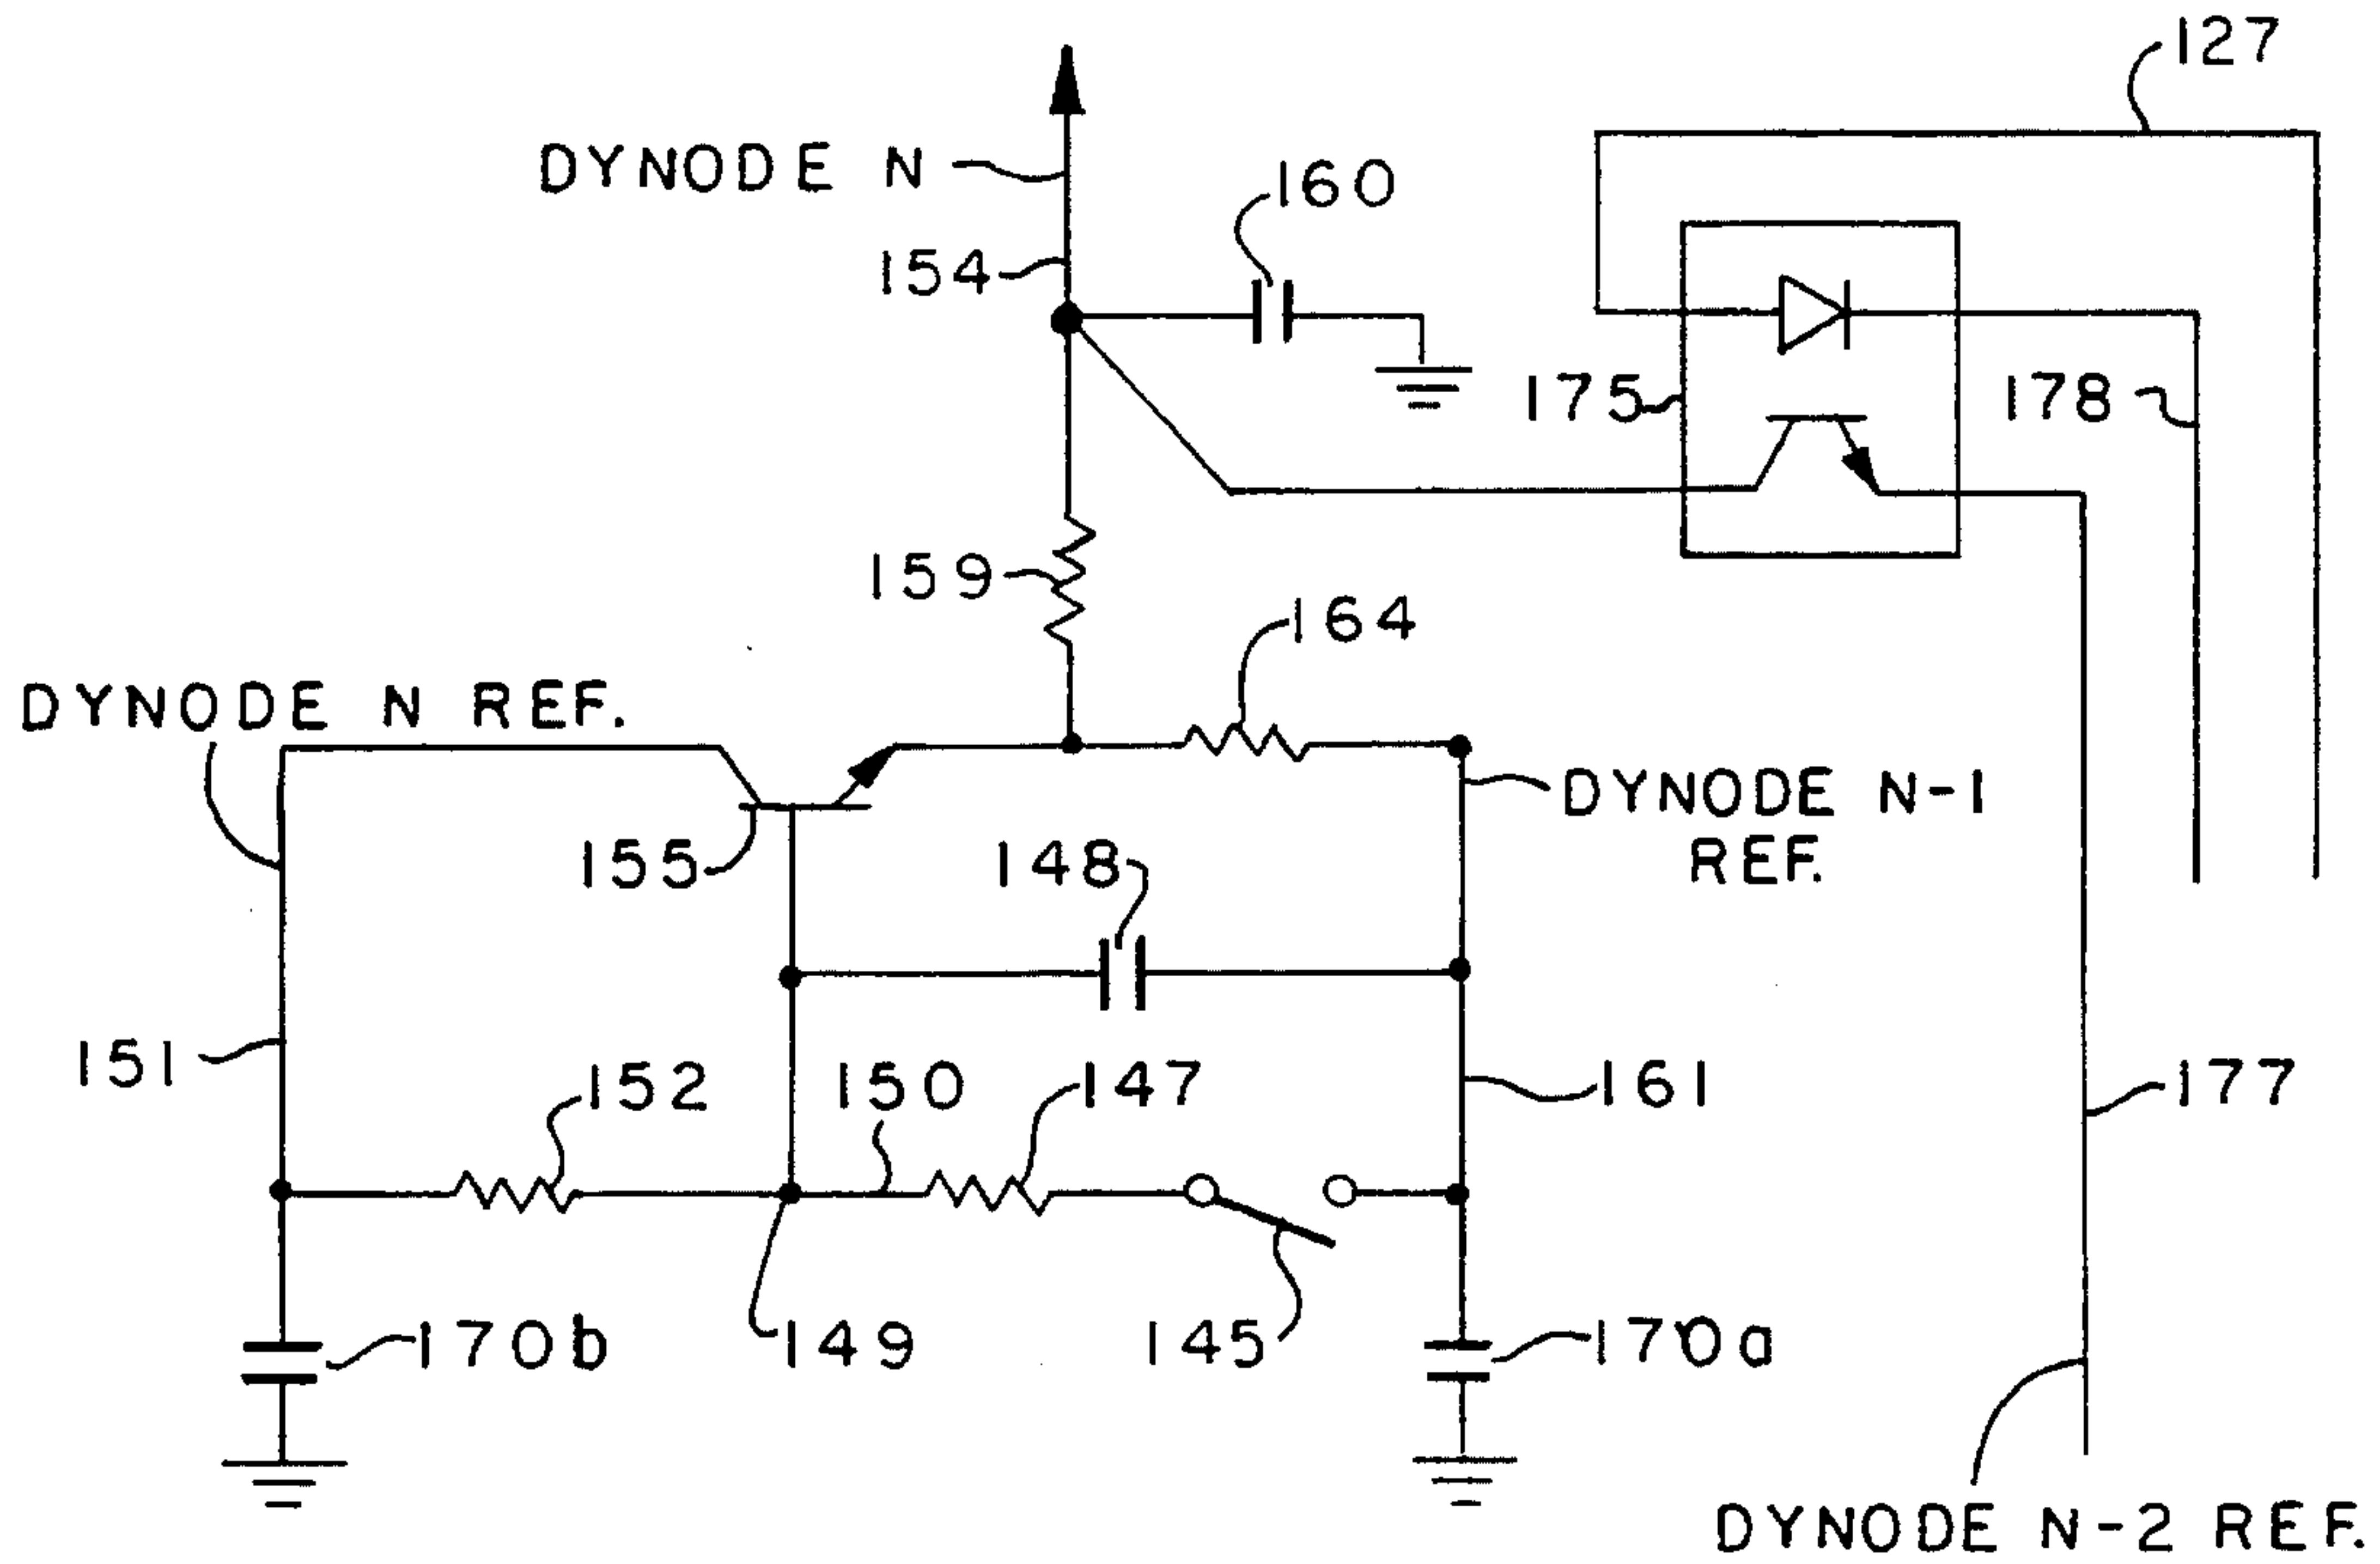 127
DYNODE N
160
154
175
178
159
164
DYNODE N REF.
DYNODE N-1
REF.
155
148
151
152
150
147
161
177
170b
149
145
170a
DYNODE N-2 REF.